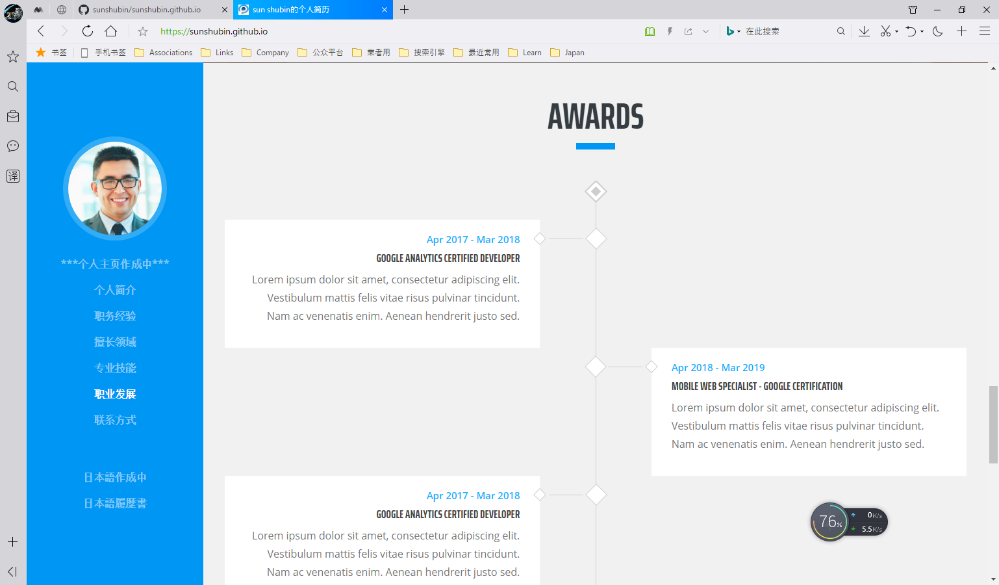 sunshubin/sunshubin.github.io
sun shubin的个人简历
https://sunshubin.github.io
在此搜索
书签
手机书签
Associations
Links
Company
公众平台
業者用
搜索引擎
最近常用
Learn
Japan
译
***个人主页作成中***
个人简介
职务经验
擅长领域
专业技能
职业发展
联系方式
日本語作成中
日本語履歴書
AWARDS
Apr 2017 - Mar 2018
GOOGLE ANALYTICS CERTIFIED DEVELOPER
Lorem ipsum dolor sit amet, consectetur adipiscing elit.
Vestibulum mattis felis vitae risus pulvinar tincidunt.
Nam ac venenatis enim. Aenean hendrerit justo sed.
Apr 2018 - Mar 2019
MOBILE WEB SPECIALIST - GOOGLE CERTIFICATION
Lorem ipsum dolor sit amet, consectetur adipiscing elit.
Vestibulum mattis felis vitae risus pulvinar tincidunt.
Nam ac venenatis enim. Aenean hendrerit justo sed.
Apr 2017 - Mar 2018
GOOGLE ANALYTICS CERTIFIED DEVELOPER
Lorem ipsum dolor sit amet, consectetur adipiscing elit.
Vestibulum mattis felis vitae risus pulvinar tincidunt.
Nam ac venenatis enim. Aenean hendrerit justo sed.
76%
0K/s
5.5K/s